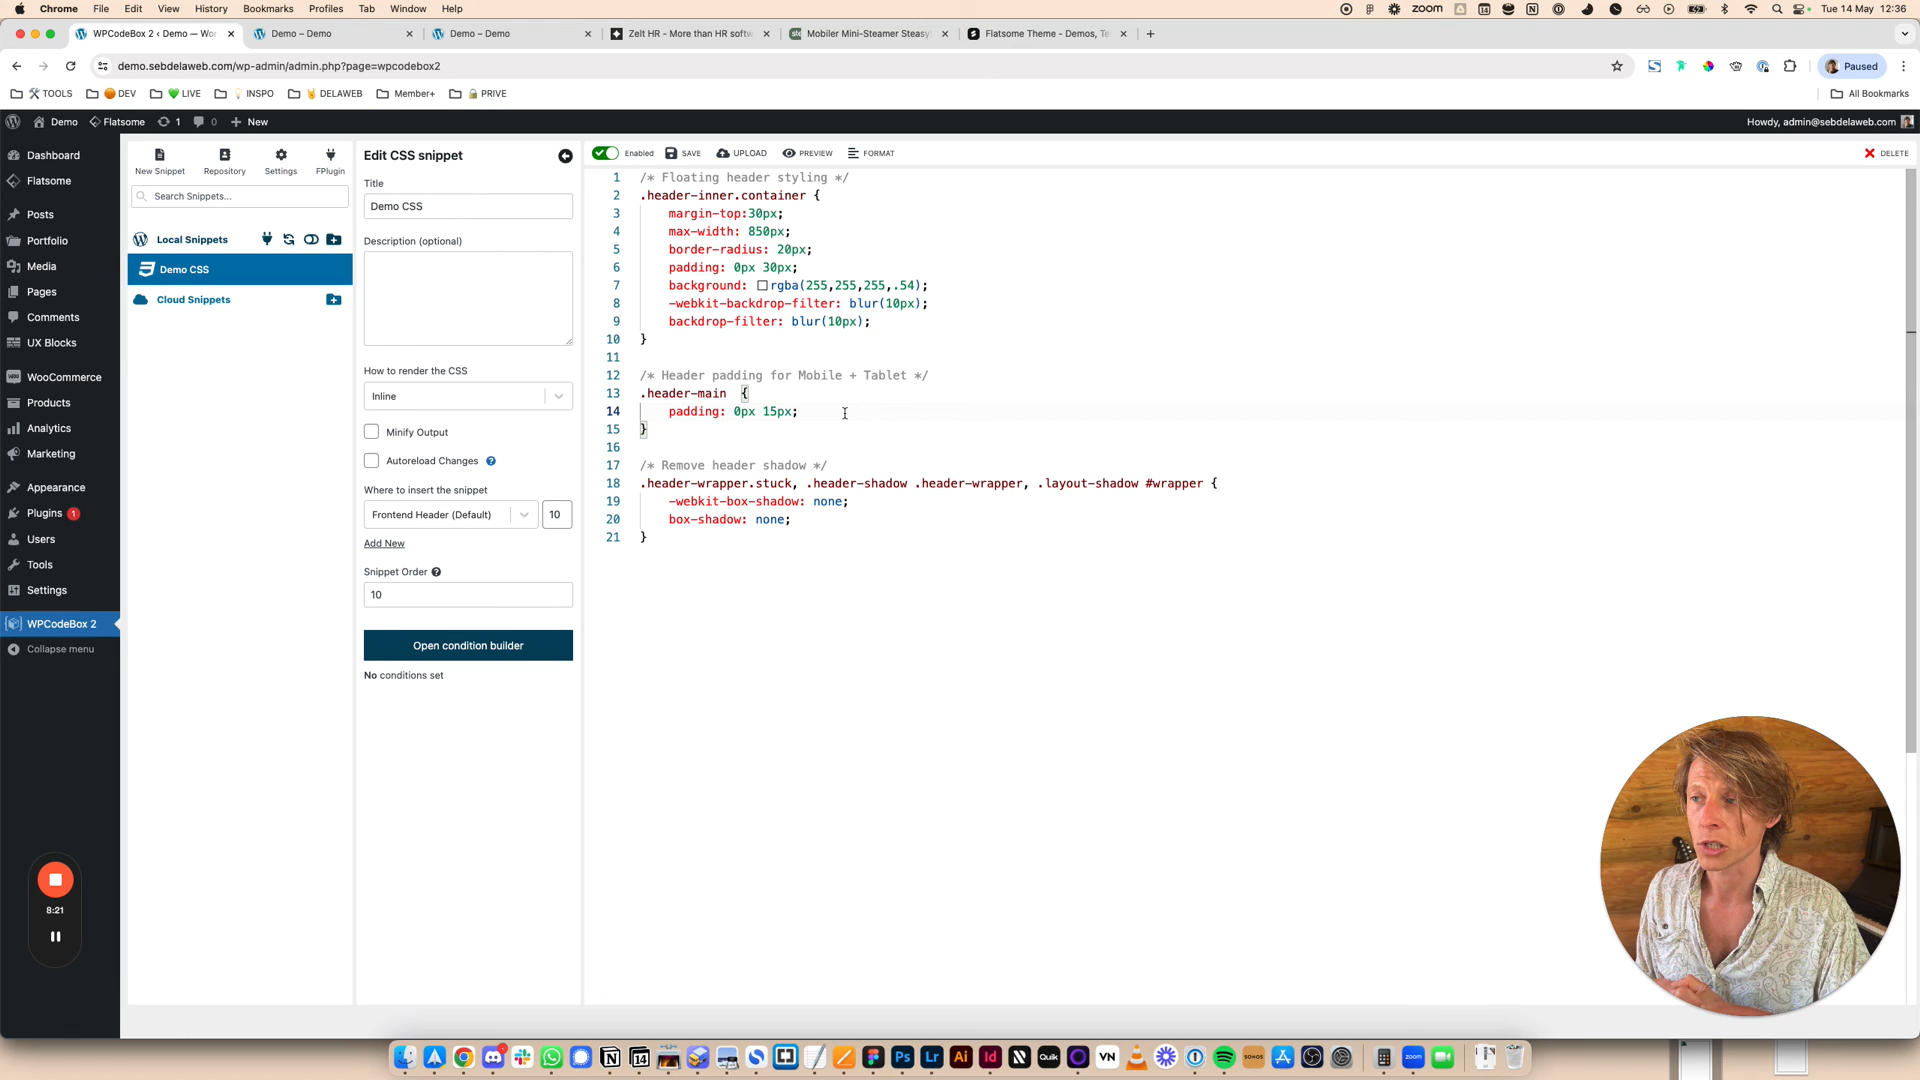 Chrome File Edit View History Bookmarks Profiles Tab Window Help
zoom
14
Tue 14 May 12:36
WPCodeBox 2 ‹ Demo — Wor
Demo – Demo
Demo – Demo
Zelt HR - More than HR softw
Mobiler Mini-Steamer Steasy
Flatsome Theme - Demos, Te
demo.sebdelaweb.com/wp-admin/admin.php?page=wpcodebox2
Paused
TOOLS DEV LIVE INSPO DELAWEB Member+ PRIVE
All Bookmarks
Demo Flatsome 1 0 New
Howdy, admin@sebdelaweb.com
Dashboard
Flatsome
Posts
Portfolio
Media
Pages
Comments
UX Blocks
WooCommerce
Products
Analytics
Marketing
Appearance
Plugins 1
Users
Tools
Settings
WPCodeBox 2
Collapse menu
8:21
New Snippet Repository Settings FPlugin
Search Snippets...
Local Snippets
Demo CSS
Cloud Snippets
Edit CSS snippet
Title
Demo CSS
Description (optional)
How to render the CSS
Inline
Minify Output
Autoreload Changes ?
Where to insert the snippet
Frontend Header (Default) 10
Add New
Snippet Order ?
10
Open condition builder
No conditions set
Enabled SAVE UPLOAD PREVIEW FORMAT
DELETE
1 /* Floating header styling */
2 .header-inner.container {
3 margin-top:30px;
4 max-width: 850px;
5 border-radius: 20px;
6 padding: 0px 30px;
7 background: rgba(255,255,255,.54);
8 -webkit-backdrop-filter: blur(10px);
9 backdrop-filter: blur(10px);
10 }
11
12 /* Header padding for Mobile + Tablet */
13 .header-main {
14 padding: 0px 15px;
15 }
16
17 /* Remove header shadow */
18 .header-wrapper.stuck, .header-shadow .header-wrapper, .layout-shadow #wrapper {
19 -webkit-box-shadow: none;
20 box-shadow: none;
21 }
14
Ps Lr Ai Id
Quik
VN
SONOS
zoom